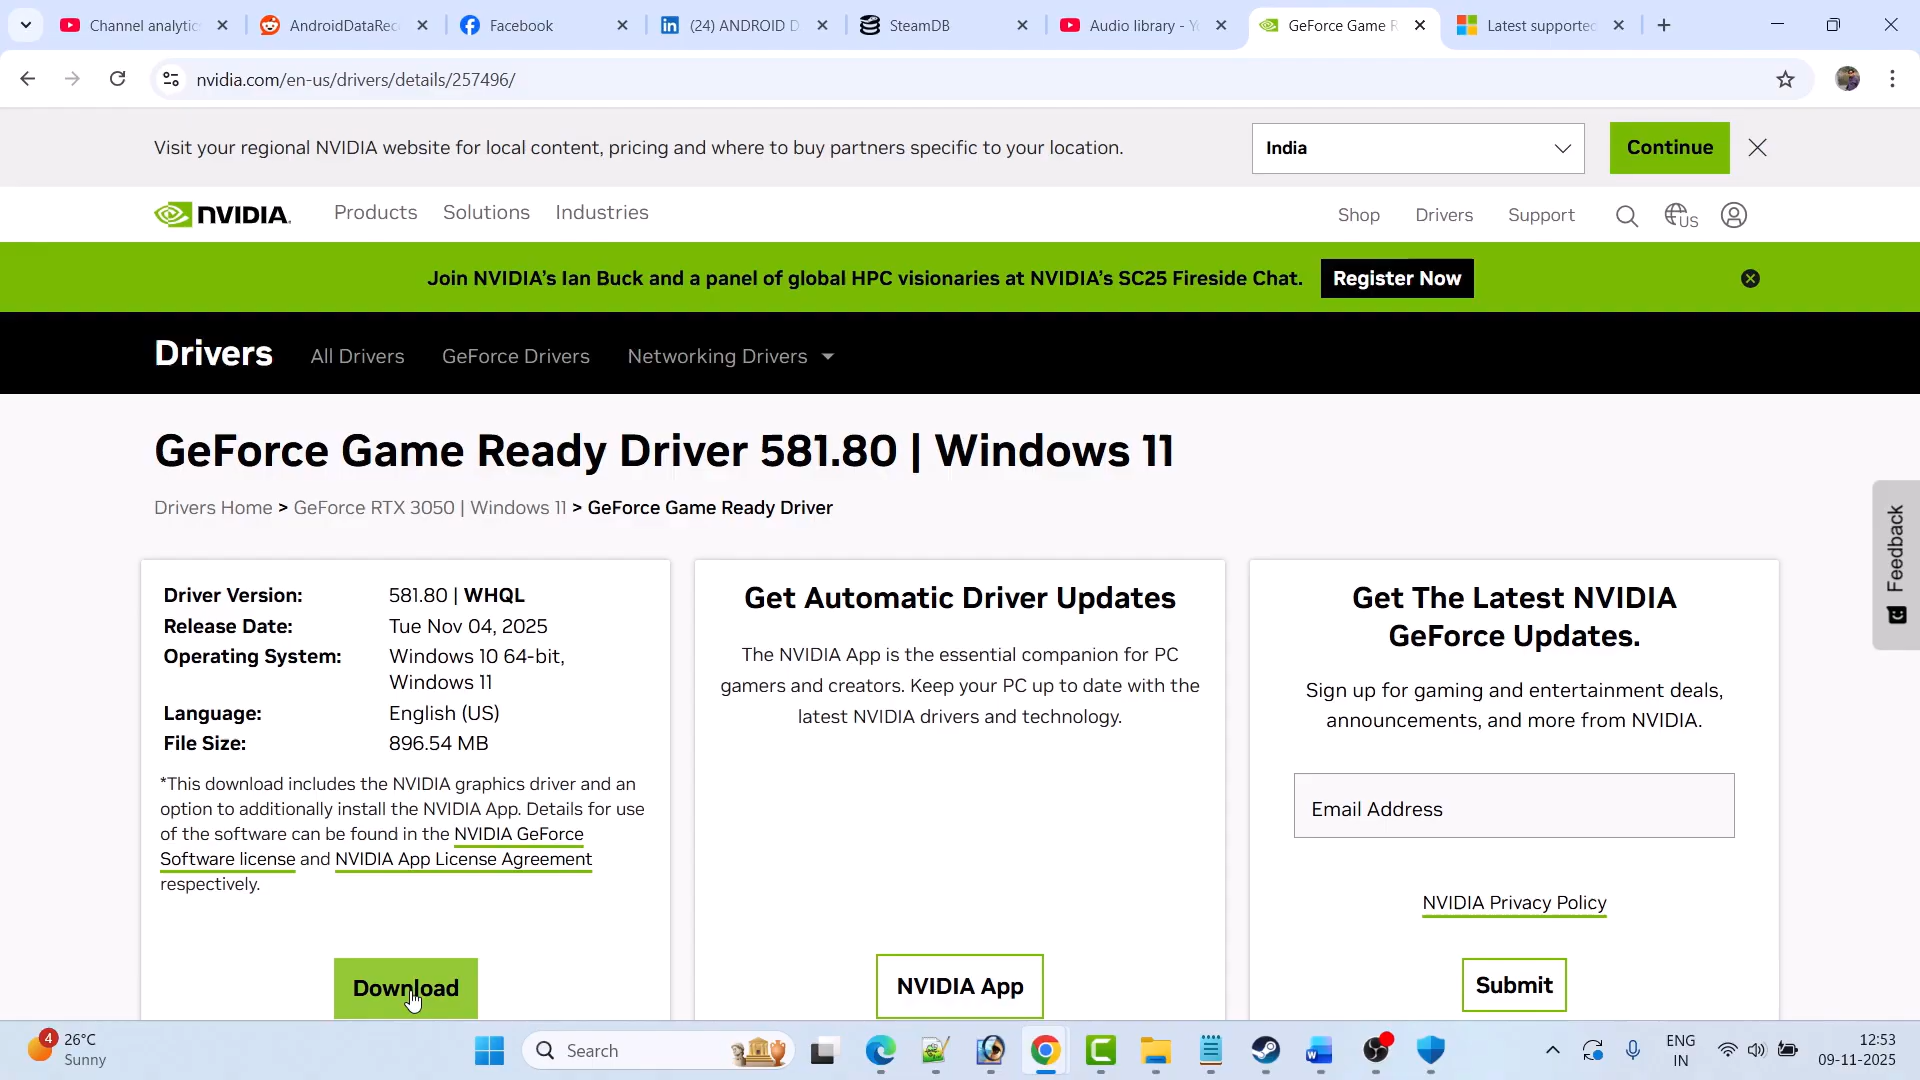 Channel analytics
AndroidDataRec
Facebook
(24) ANDROID D
SteamDB
Audio library - Yo
GeForce Game R
Latest supported
nvidia.com/en-us/drivers/details/257496/
Visit your regional NVIDIA website for local content, pricing and where to buy partners specific to your location.
India
Continue
NVIDIA.
Products
Solutions
Industries
Shop
Drivers
Support
US
Join NVIDIA’s Ian Buck and a panel of global HPC visionaries at NVIDIA’s SC25 Fireside Chat.
Register Now
Drivers
All Drivers
GeForce Drivers
Networking Drivers
GeForce Game Ready Driver 581.80 | Windows 11
Drivers Home > GeForce RTX 3050 | Windows 11 > GeForce Game Ready Driver
Feedback
Driver Version: 581.80 | WHQL
Release Date: Tue Nov 04, 2025
Operating System: Windows 10 64-bit,
Windows 11
Language: English (US)
File Size: 896.54 MB
*This download includes the NVIDIA graphics driver and an
option to additionally install the NVIDIA App. Details for use
of the software can be found in the NVIDIA GeForce
Software license and NVIDIA App License Agreement
respectively.
Download
Get Automatic Driver Updates
The NVIDIA App is the essential companion for PC
gamers and creators. Keep your PC up to date with the
latest NVIDIA drivers and technology.
NVIDIA App
Get The Latest NVIDIA
GeForce Updates.
Sign up for gaming and entertainment deals,
announcements, and more from NVIDIA.
Email Address
NVIDIA Privacy Policy
Submit
4
26°C
Sunny
Search
ENG
IN
12:53
09-11-2025